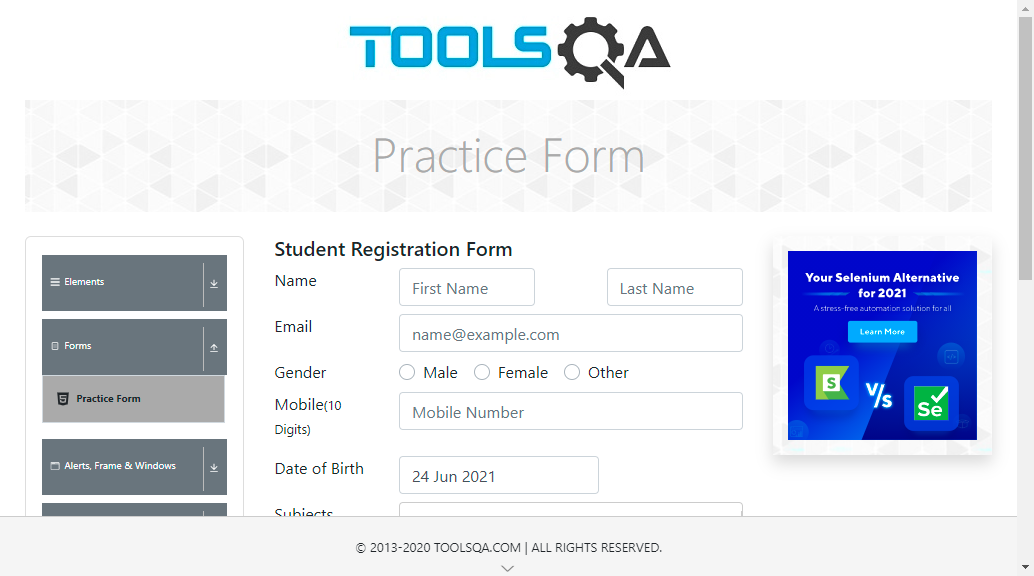 TOOLSQA
Practice Form
Elements
Forms
Practice Form
Alerts, Frame & Windows
Student Registration Form
Name
First Name
Last Name
Email
name@example.com
Gender
Male
Female
Other
Mobile(10
Digits)
Mobile Number
Date of Birth
24 Jun 2021
Subjects
Your Selenium Alternative
for 2021
A stress-free automation solution for all
Learn More
S
V/s
Se
© 2013-2020 TOOLSQA.COM | ALL RIGHTS RESERVED.